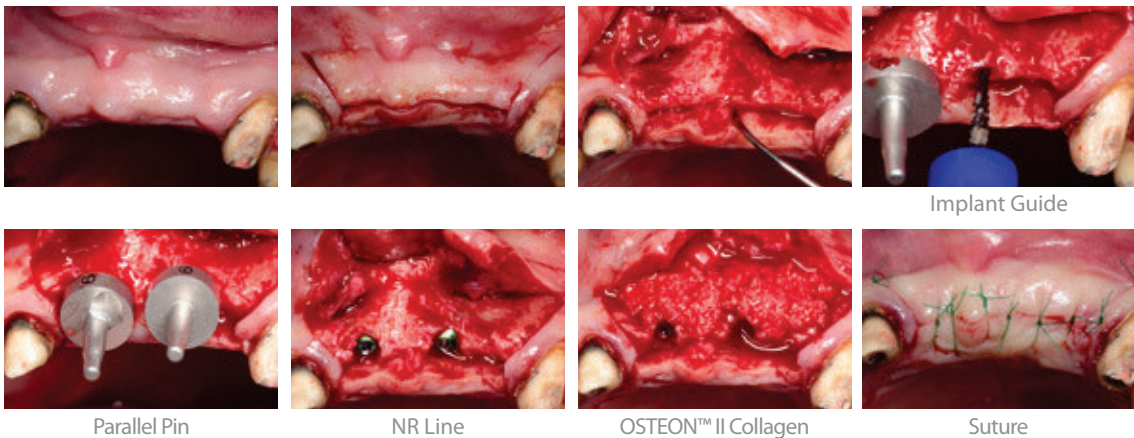 Implant Guide
Parallel Pin
NR Line
OSTEON™ II Collagen
Suture